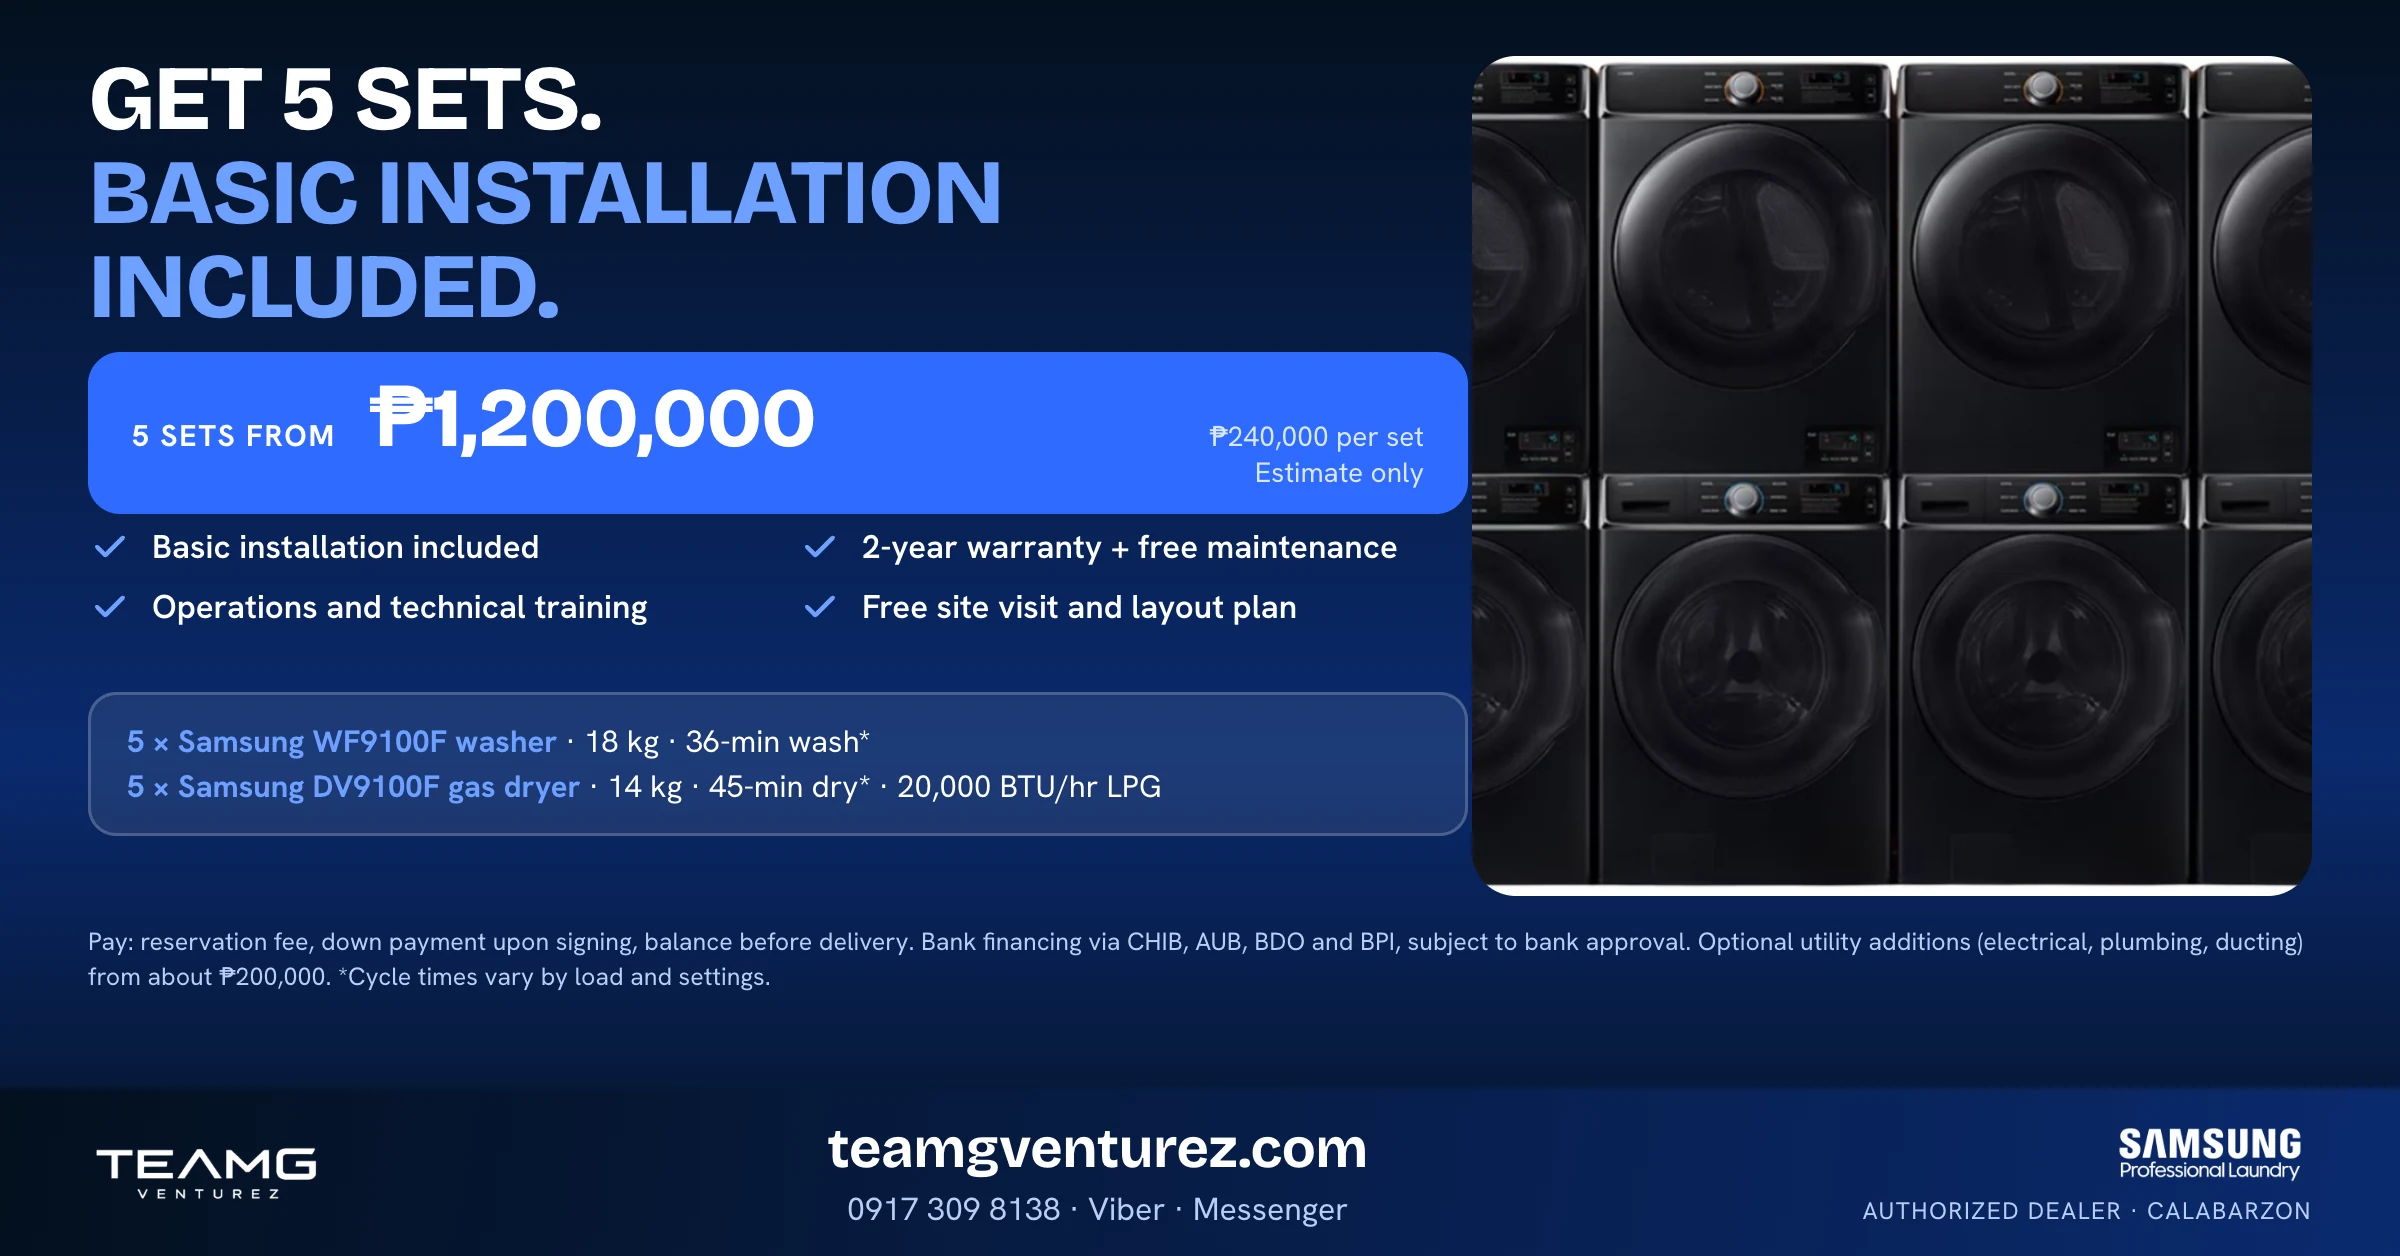 GET 5 SETS.
BASIC INSTALLATION
INCLUDED.
5 SETS FROM ₱1,200,000
₱240,000 per set
Estimate only
Basic installation included
2-year warranty + free maintenance
Operations and technical training
Free site visit and layout plan
5 × Samsung WF9100F washer · 18 kg · 36-min wash*
5 × Samsung DV9100F gas dryer · 14 kg · 45-min dry* · 20,000 BTU/hr LPG
Pay: reservation fee, down payment upon signing, balance before delivery. Bank financing via CHIB, AUB, BDO and BPI, subject to bank approval. Optional utility additions (electrical, plumbing, ducting)
from about ₱200,000. *Cycle times vary by load and settings.
TEAMG
VENTUREZ
teamgventurez.com
0917 309 8138 · Viber · Messenger
SAMSUNG
Professional Laundry
AUTHORIZED DEALER · CALABARZON